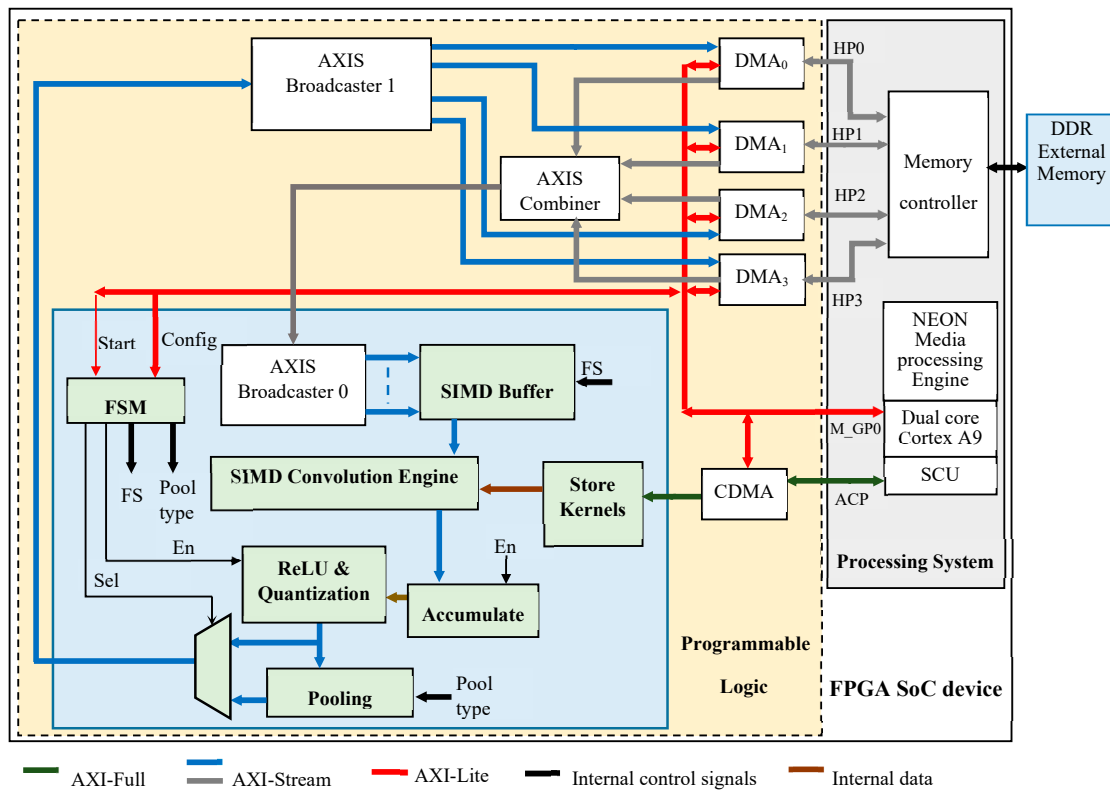 AXIS
Broadcaster 1
DMA0
HP0
DMA1
HP1
DMA2
HP2
DMA3
HP3
AXIS
Combiner
Memory
controller
DDR
External
Memory
Start
Config
AXIS
Broadcaster 0
SIMD Buffer
FS
FSM
FS
Pool
type
SIMD Convolution Engine
Store
Kernels
CDMA
NEON
Media
processing
Engine
M_GP0
Dual core
Cortex A9
SCU
ACP
Processing System
En
Sel
ReLU &
Quantization
En
Accumulate
Pooling
Pool
type
Programmable
Logic
FPGA SoC device
AXI-Full
AXI-Stream
AXI-Lite
Internal control signals
Internal data